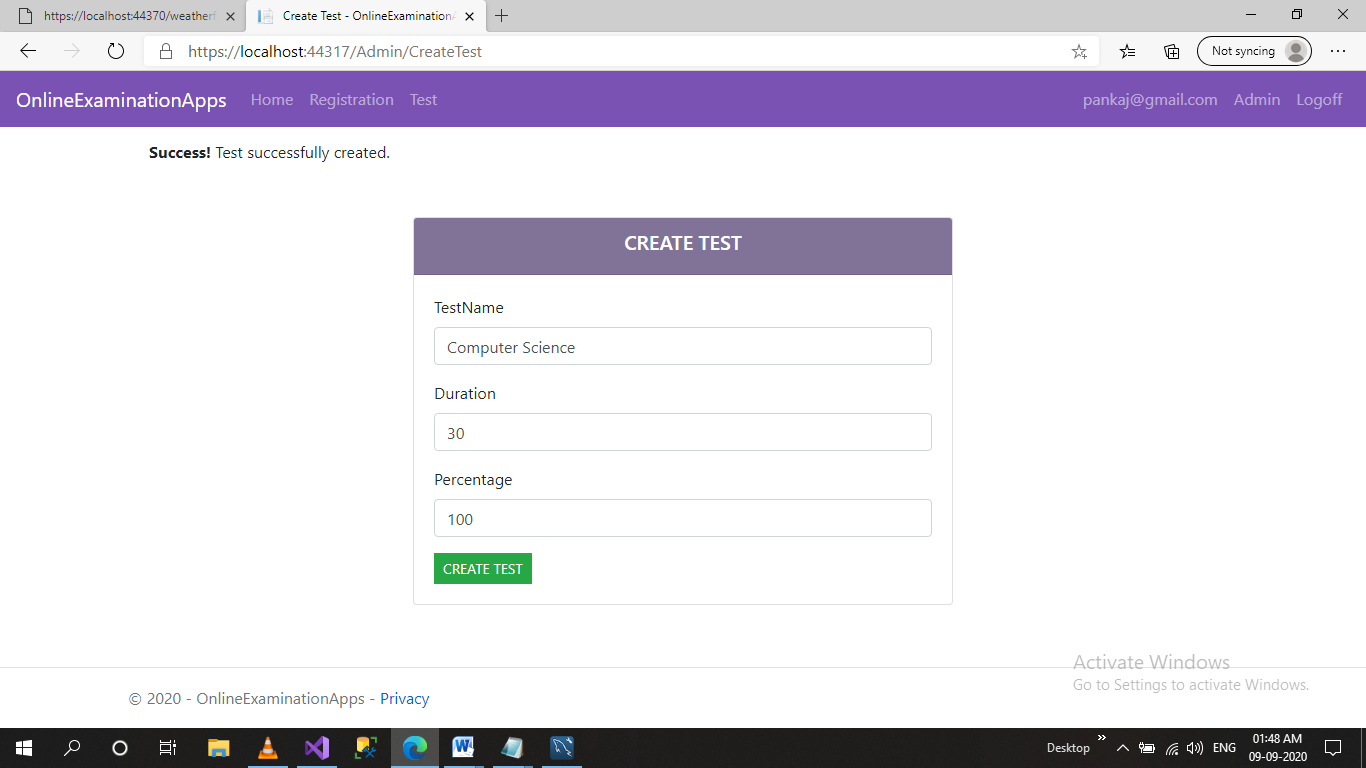 https://localhost:44370/weatherf
Create Test - OnlineExamination
https://localhost:44317/Admin/CreateTest
Not syncing
OnlineExaminationApps Home Registration Test pankaj@gmail.com Admin Logoff
Success! Test successfully created.
CREATE TEST
TestName
Computer Science
Duration
30
Percentage
100
CREATE TEST
Activate Windows
Go to Settings to activate Windows.
© 2020 - OnlineExaminationApps - Privacy
Desktop
ENG
01:48 AM
09-09-2020